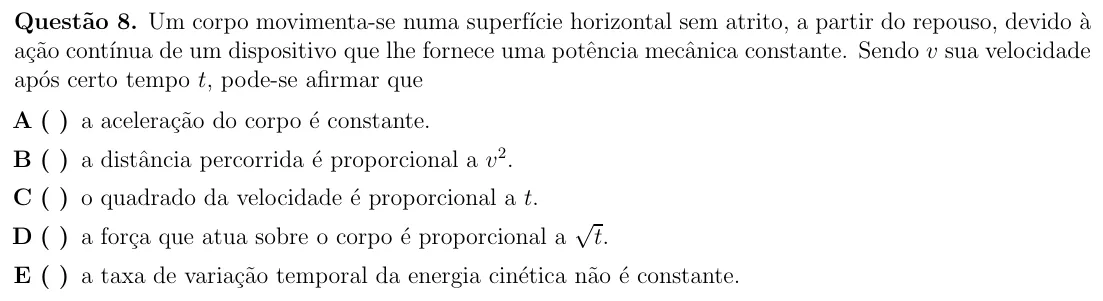 Questão 8. Um corpo movimenta-se numa superfície horizontal sem atrito, a partir do repouso, devido à
ação contínua de um dispositivo que lhe fornece uma potência mecânica constante. Sendo v sua velocidade
após certo tempo t, pode-se afirmar que
A ( ) a aceleração do corpo é constante.
B ( ) a distância percorrida é proporcional a v².
C ( ) o quadrado da velocidade é proporcional a t.
D ( ) a força que atua sobre o corpo é proporcional a √t.
E ( ) a taxa de variação temporal da energia cinética não é constante.